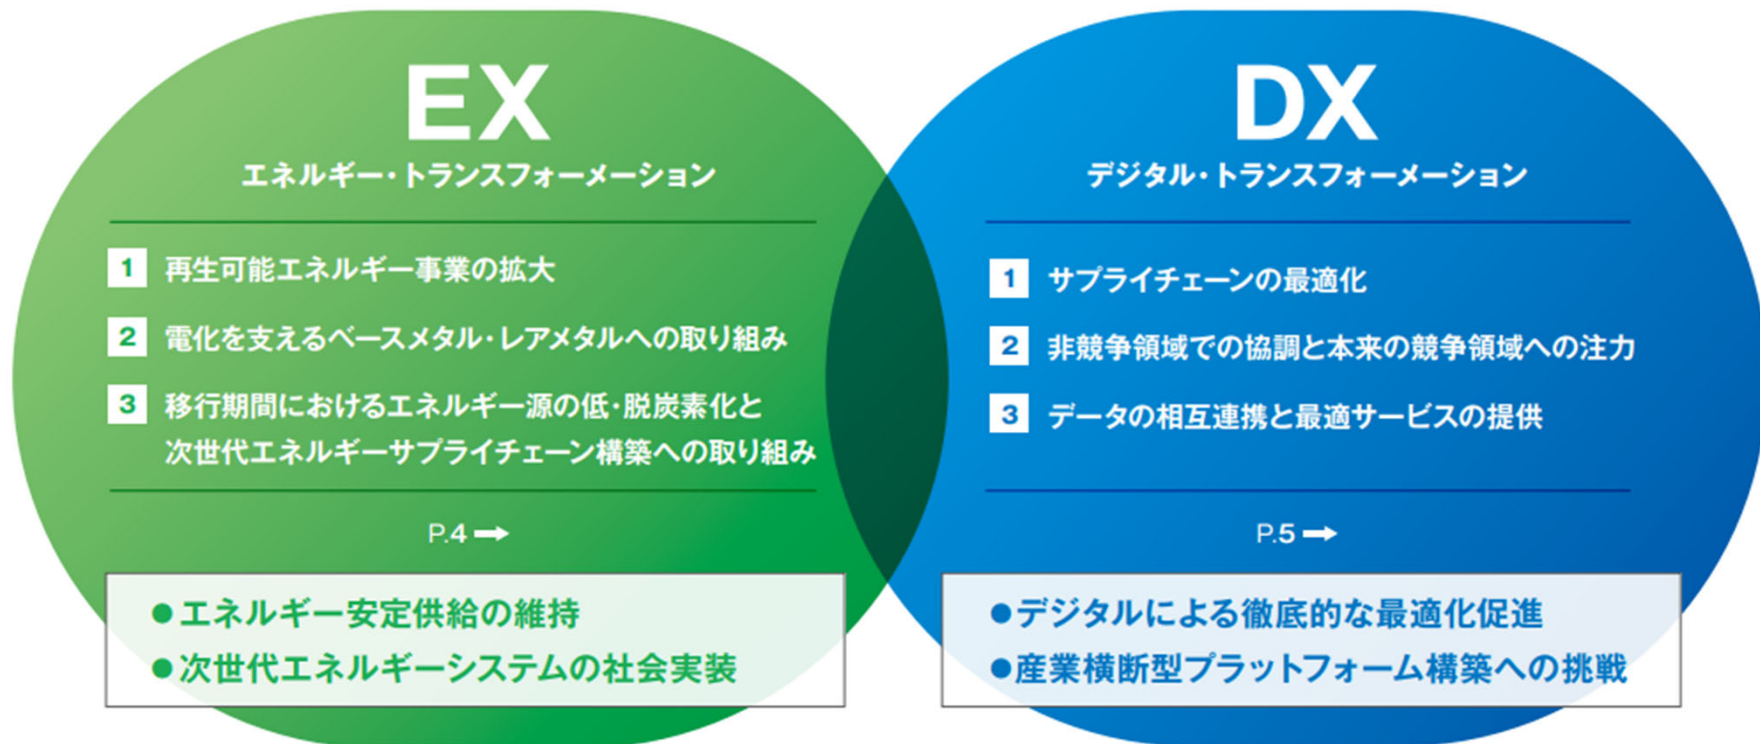 EX
エネルギー・トランスフォーメーション
1 再生可能エネルギー事業の拡大
2 電化を支えるベースメタル・レアメタルへの取り組み
3 移行期間におけるエネルギー源の低・脱炭素化と
次世代エネルギーサプライチェーン構築への取り組み
P.4 ➞
●エネルギー安定供給の維持
●次世代エネルギーシステムの社会実装
DX
デジタル・トランスフォーメーション
1 サプライチェーンの最適化
2 非競争領域での協調と本来の競争領域への注力
3 データの相互連携と最適サービスの提供
P.5 ➞
●デジタルによる徹底的な最適化促進
●産業横断型プラットフォーム構築への挑戦